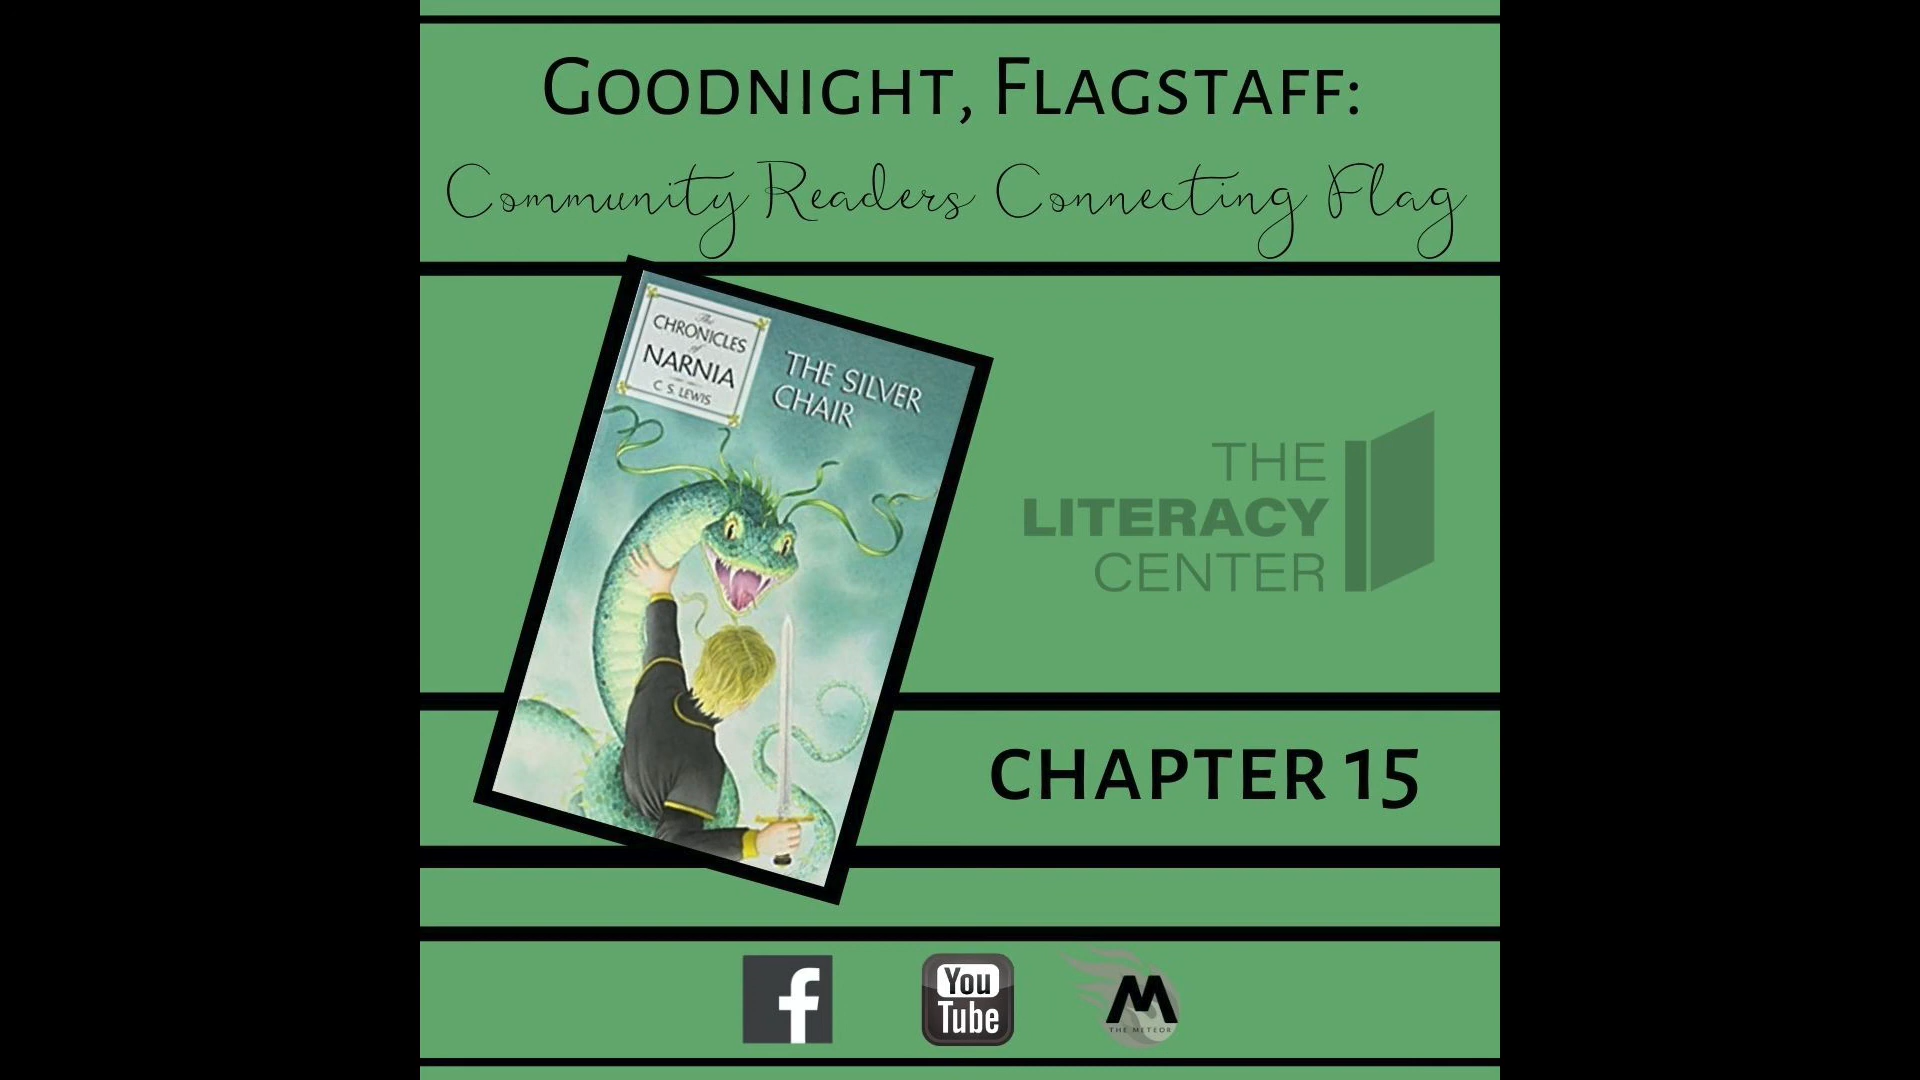 Goodnight, Flagstaff:
Community Readers Connecting Flag
The
CHRONICLES
of
NARNIA
C. S. LEWIS
THE SILVER
CHAIR
THE
LITERACY
CENTER
CHAPTER 15
f
You
Tube
M
THE METEOR